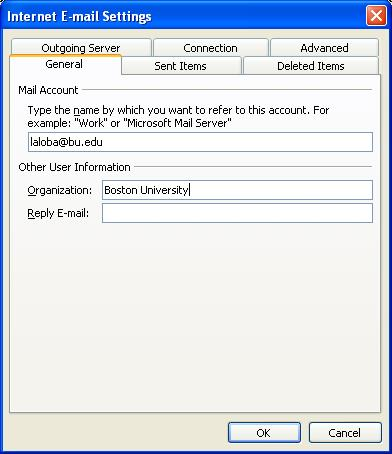 Internet E-mail Settings
Outgoing Server Connection Advanced
General Sent Items Deleted Items
Mail Account
Type the name by which you want to refer to this account. For
example: "Work" or "Microsoft Mail Server"
laloba@bu.edu
Other User Information
Organization: Boston University
Reply E-mail:
OK Cancel